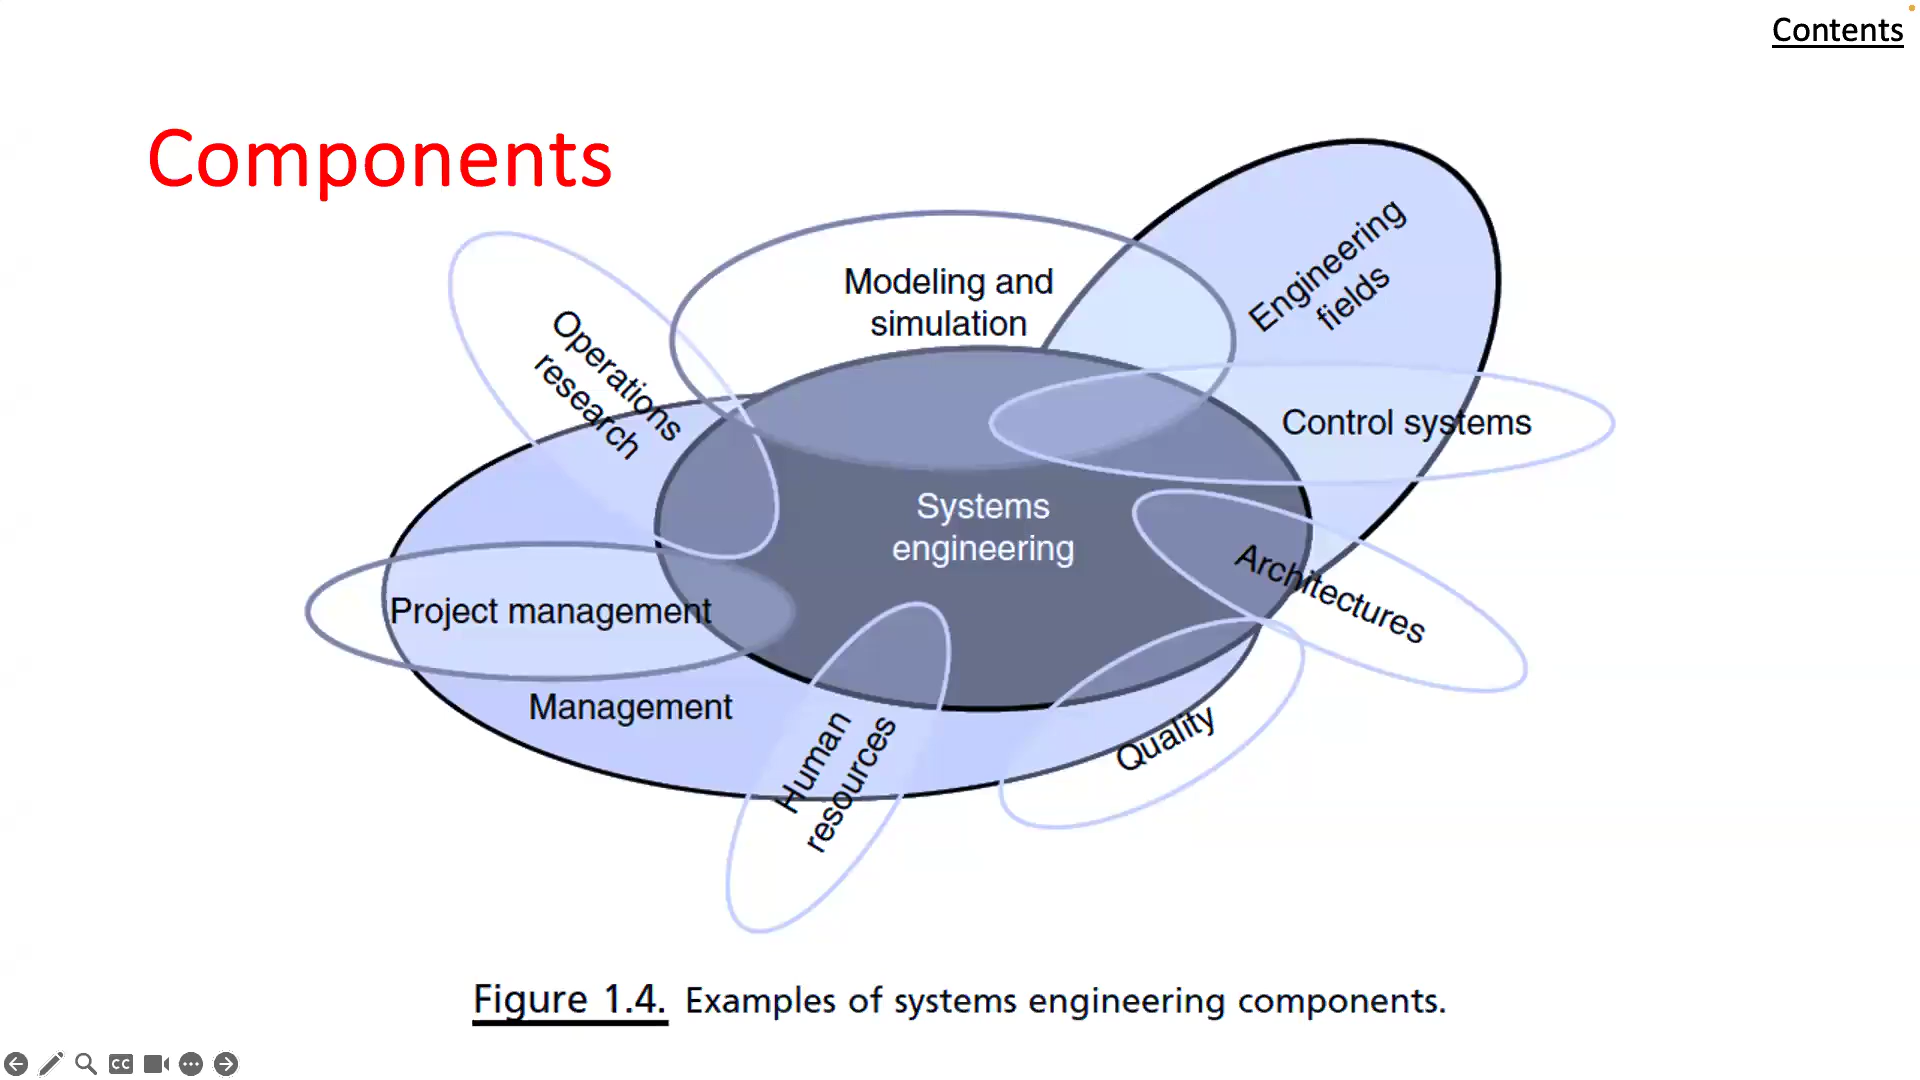 Contents
Components
Modeling and
simulation
Engineering
fields
Operations
research
Control systems
Systems
engineering
Architectures
Project management
Management
Human
resources
Quality
Figure 1.4. Examples of systems engineering components.
CC